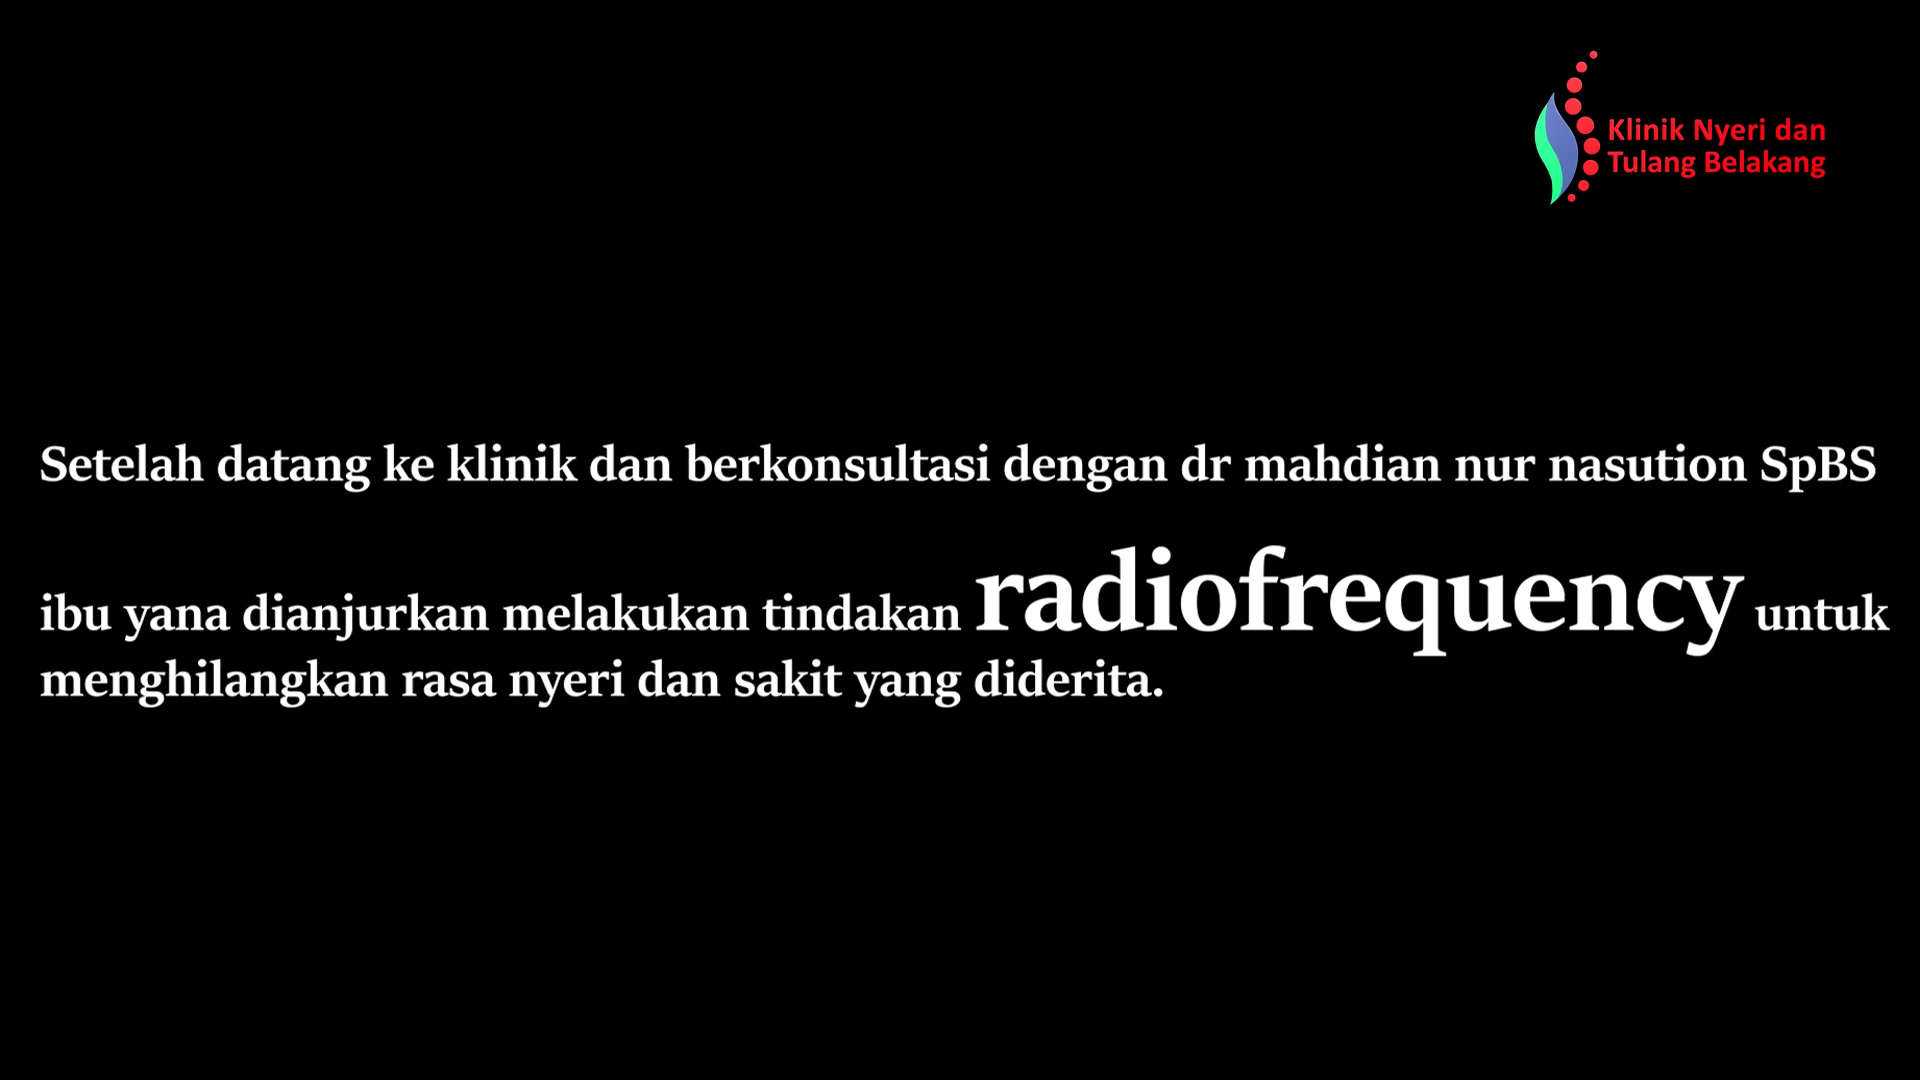 Klinik Nyeri dan
Tulang Belakang
Setelah datang ke klinik dan berkonsultasi dengan dr mahdian nur nasution SpBS
ibu yana dianjurkan melakukan tindakan radiofrequency untuk
menghilangkan rasa nyeri dan sakit yang diderita.